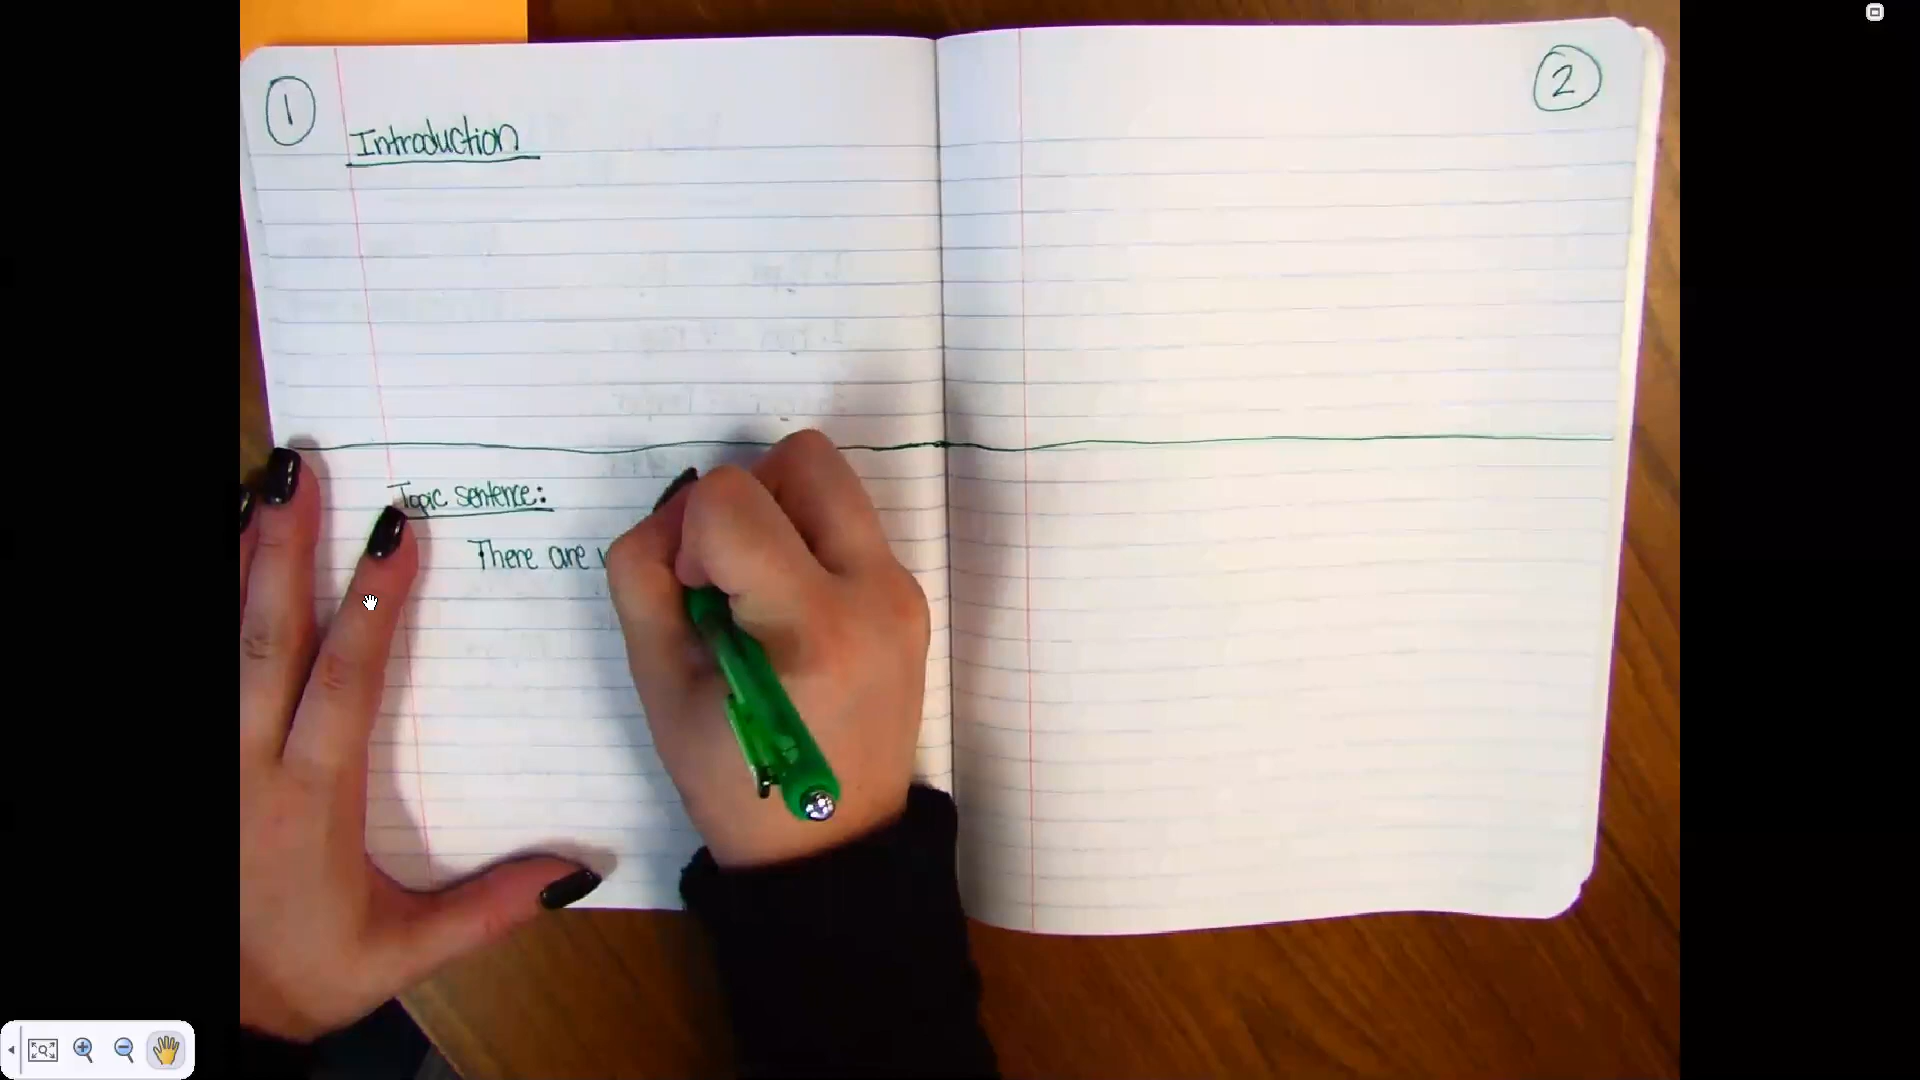 1
2
Introduction
Topic sentence:
There are